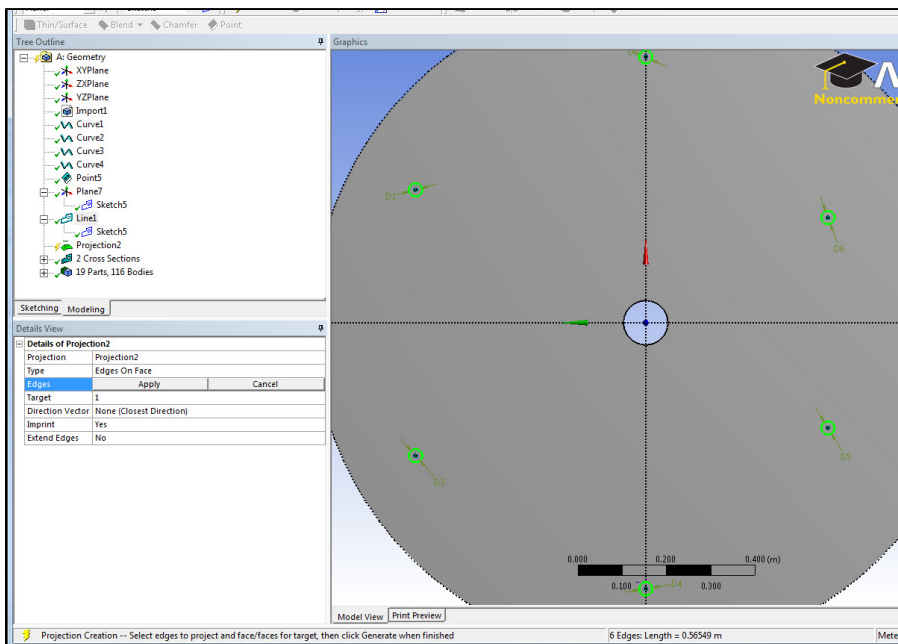 Thin/Surface Blend Chamfer Point
Tree Outline
A: Geometry
XYPlane
ZXPlane
YZPlane
Import1
Curve1
Curve2
Curve3
Curve4
Point5
Plane7
Sketch5
Line1
Sketch5
Projection2
2 Cross Sections
19 Parts, 116 Bodies
Sketching Modeling
Details View
Details of Projection2
Projection Projection2
Type Edges On Face
Edges Apply Cancel
Target 1
Direction Vector None (Closest Direction)
Imprint Yes
Extend Edges No
Graphics
Noncomme
D1
D6
D5
D3
D4
0.000 0.200 0.400 (m)
0.100 0.300
Model View Print Preview
Projection Creation -- Select edges to project and face/faces for target, then click Generate when finished
6 Edges: Length = 0.56549 m
Mete